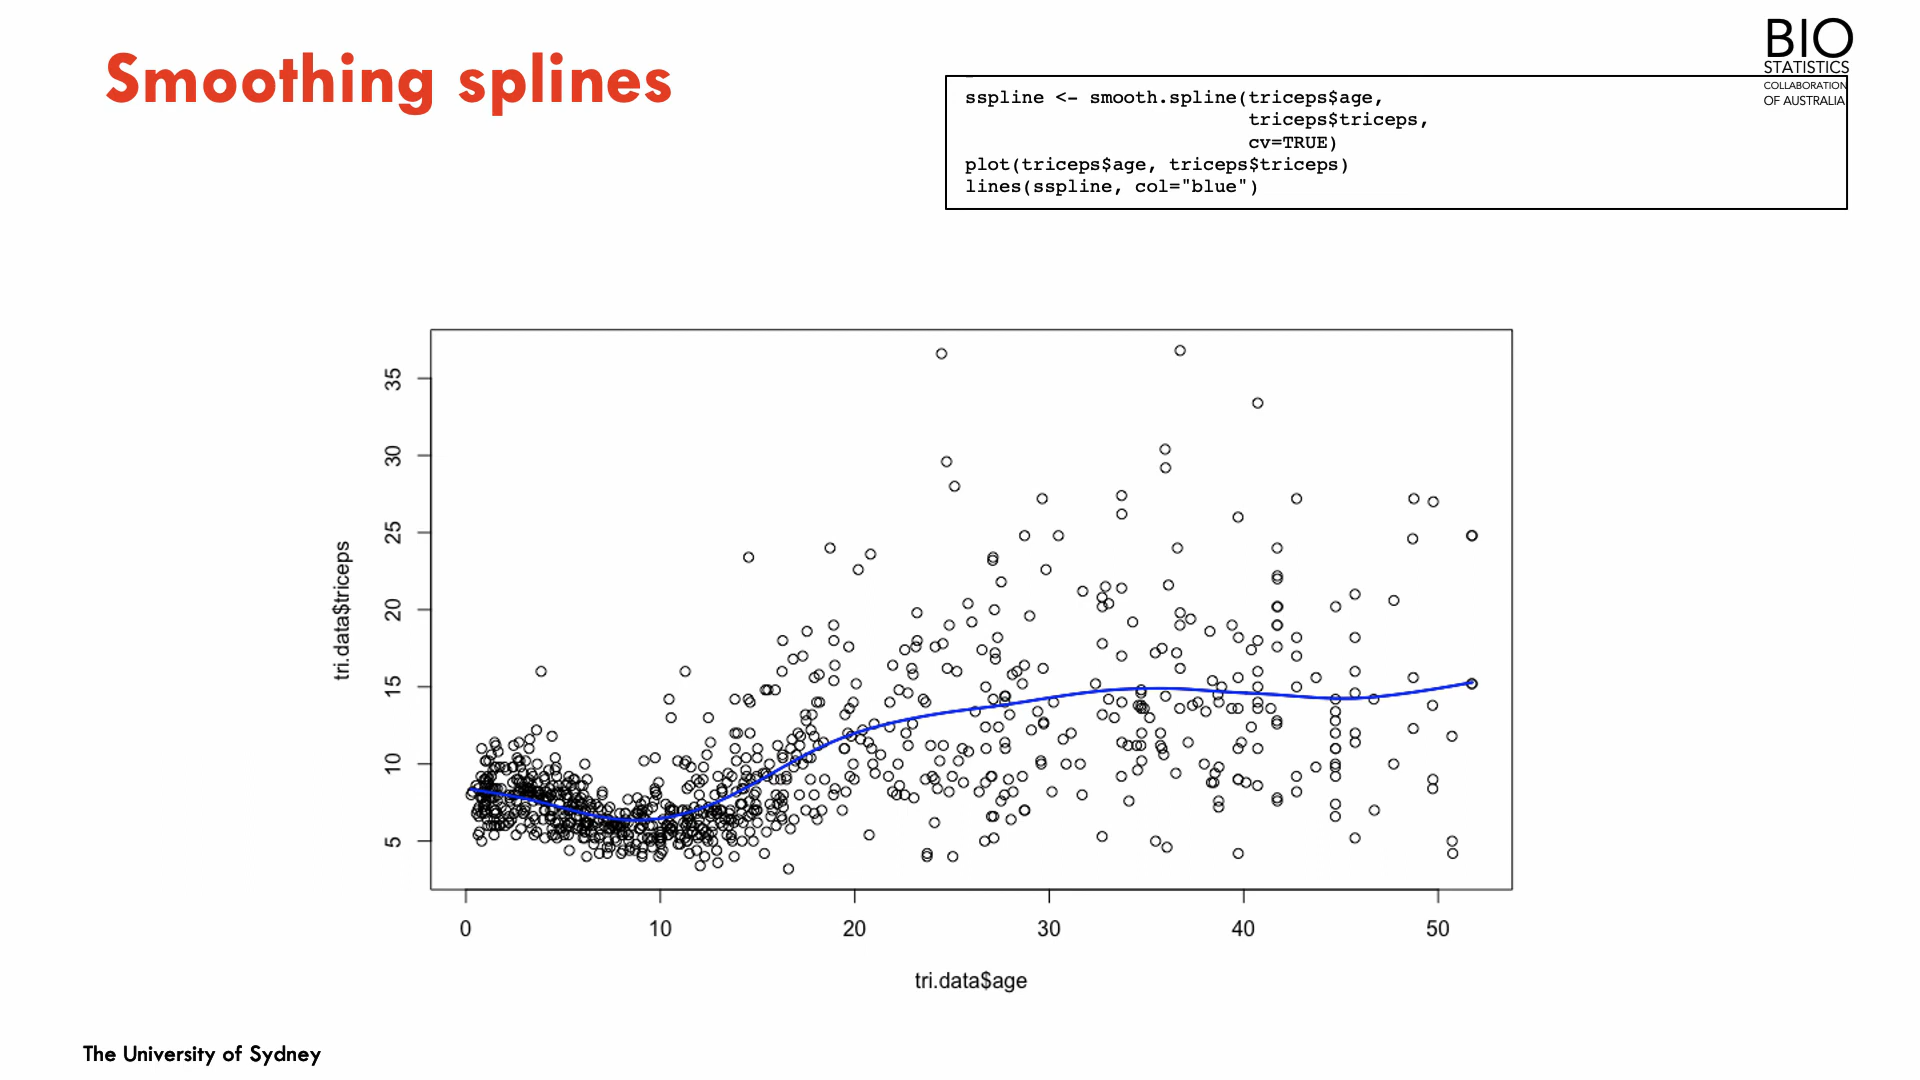 Smoothing splines
BIO
STATISTICS
COLLABORATION
OF AUSTRALIA
sspline <- smooth.spline(triceps$age,
triceps$triceps,
cv=TRUE)
plot(triceps$age, triceps$triceps)
lines(sspline, col="blue")
35
30
25
20
15
10
5
tri.data$triceps
0 10 20 30 40 50
tri.data$age
The University of Sydney